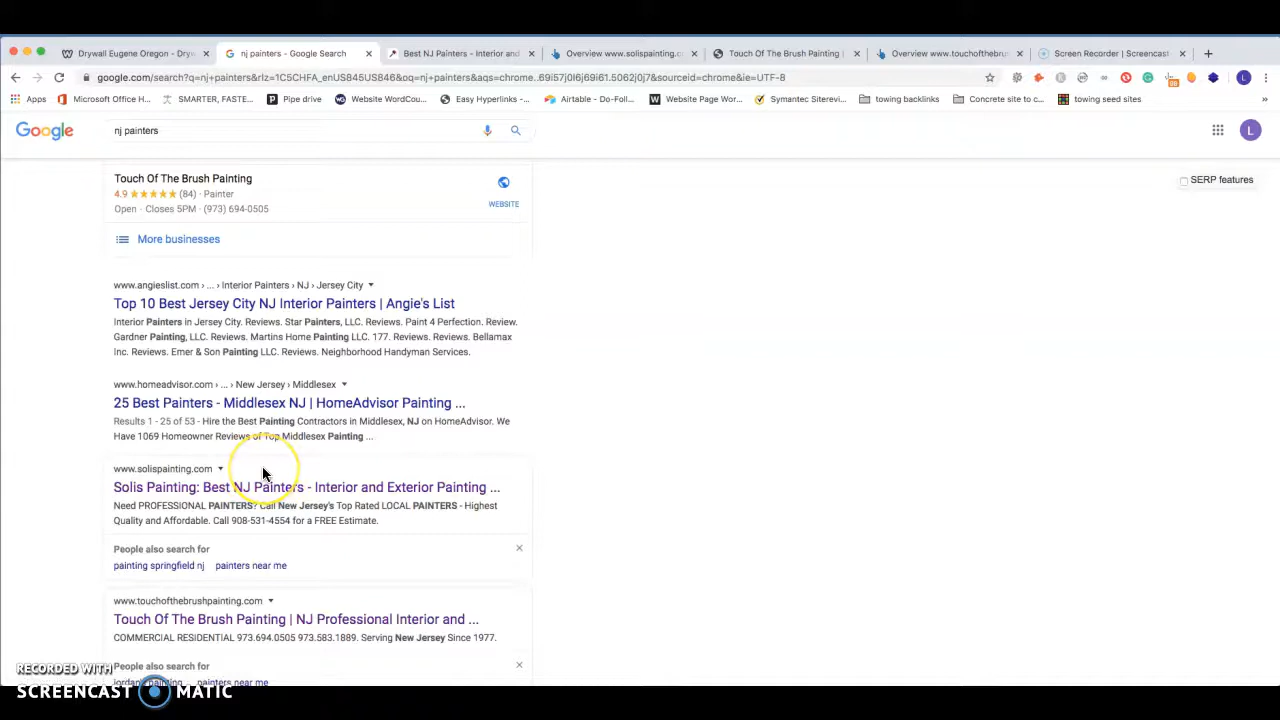 Drywall Eugene Oregon - Dryw
nj painters - Google Search
Best NJ Painters - Interior and
Overview www.solispainting.co
Touch Of The Brush Painting |
Overview www.touchofthebrus
Screen Recorder | Screencast
google.com/search?q=nj+painters&rlz=1C5CHFA_enUS845US846&oq=nj+painters&aqs=chrome..69i57j0l6j69i61.5062j0j7&sourceid=chrome&ie=UTF-8
Apps
Microsoft Office H...
SMARTER, FASTE...
Pipe drive
Website WordCou...
Easy Hyperlinks -...
Airtable - Do-Foll...
Website Page Wor...
Symantec Siterevi...
towing backlinks
Concrete site to c...
towing seed sites
»
Google
nj painters
L
SERP features
Touch Of The Brush Painting
4.9 ★★★★★ (84) · Painter
Open · Closes 5PM · (973) 694-0505
WEBSITE
More businesses
www.angieslist.com › ... › Interior Painters › NJ › Jersey City
Top 10 Best Jersey City NJ Interior Painters | Angie's List
Interior Painters in Jersey City. Reviews. Star Painters, LLC. Reviews. Paint 4 Perfection. Review.
Gardner Painting, LLC. Reviews. Martins Home Painting LLC. 177. Reviews. Reviews. Bellamax
Inc. Reviews. Emer & Son Painting LLC. Reviews. Neighborhood Handyman Services.
www.homeadvisor.com › ... › New Jersey › Middlesex
25 Best Painters - Middlesex NJ | HomeAdvisor Painting ...
Results 1 - 25 of 53 - Hire the Best Painting Contractors in Middlesex, NJ on HomeAdvisor. We
Have 1069 Homeowner Reviews of Top Middlesex Painting ...
www.solispainting.com
Solis Painting: Best NJ Painters - Interior and Exterior Painting ...
Need PROFESSIONAL PAINTERS? Call New Jersey's Top Rated LOCAL PAINTERS - Highest
Quality and Affordable. Call 908-531-4554 for a FREE Estimate.
People also search for
painting springfield nj painters near me
www.touchofthebrushpainting.com
Touch Of The Brush Painting | NJ Professional Interior and ...
COMMERCIAL RESIDENTIAL 973.694.0505 973.583.1889. Serving New Jersey Since 1977.
People also search for
jordan painting painters near me
RECORDED WITH
SCREENCAST MATIC